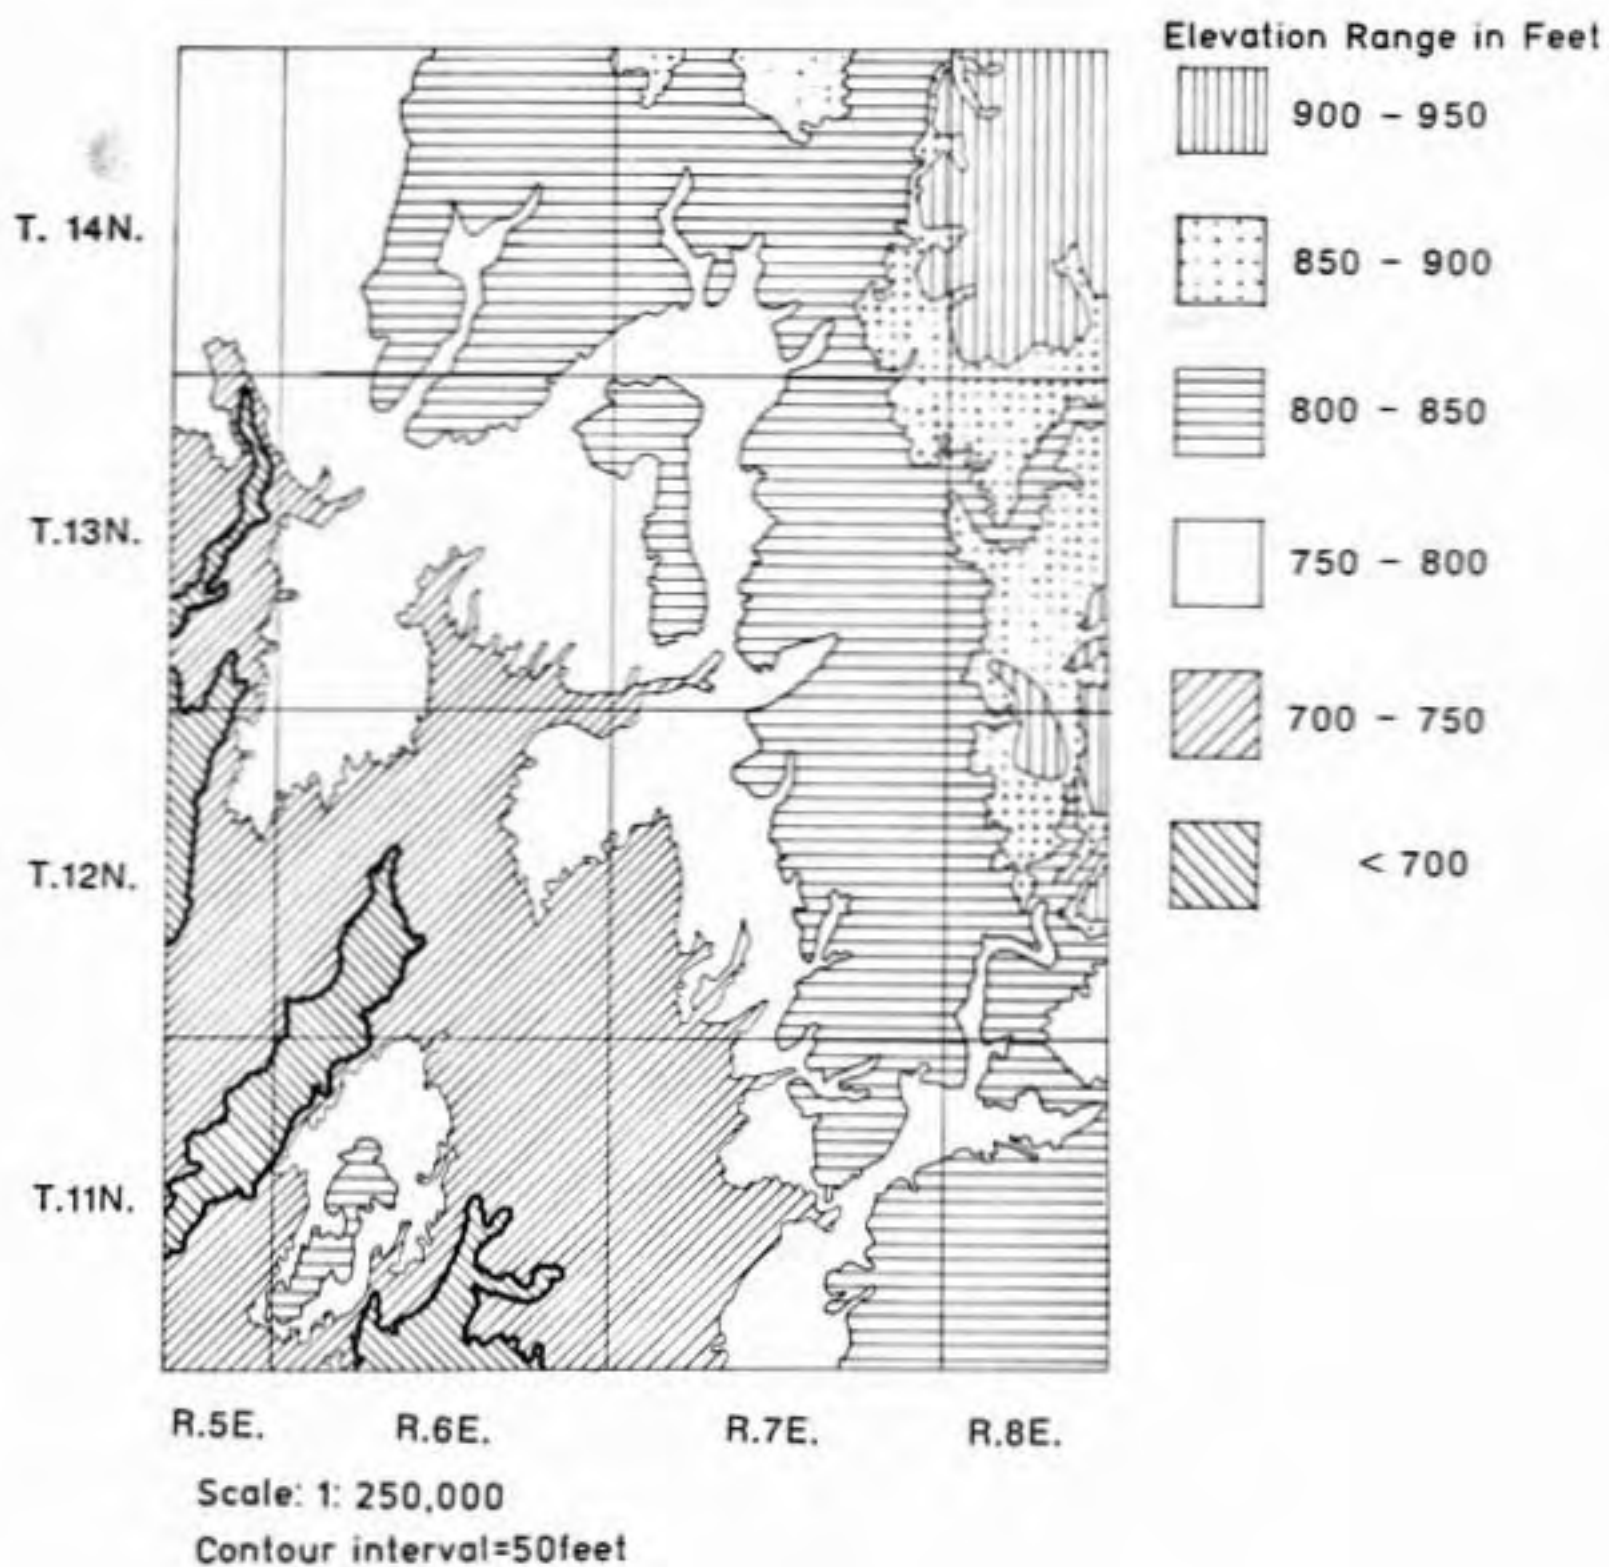 Elevation Range in Feet
900 - 950
850 - 900
800 - 850
750 - 800
700 - 750
< 700
T. 14N.
T.13N.
T.12N.
T.11N.
R.5E.
R.6E.
R.7E.
R.8E.
Scale: 1: 250,000
Contour interval=50feet